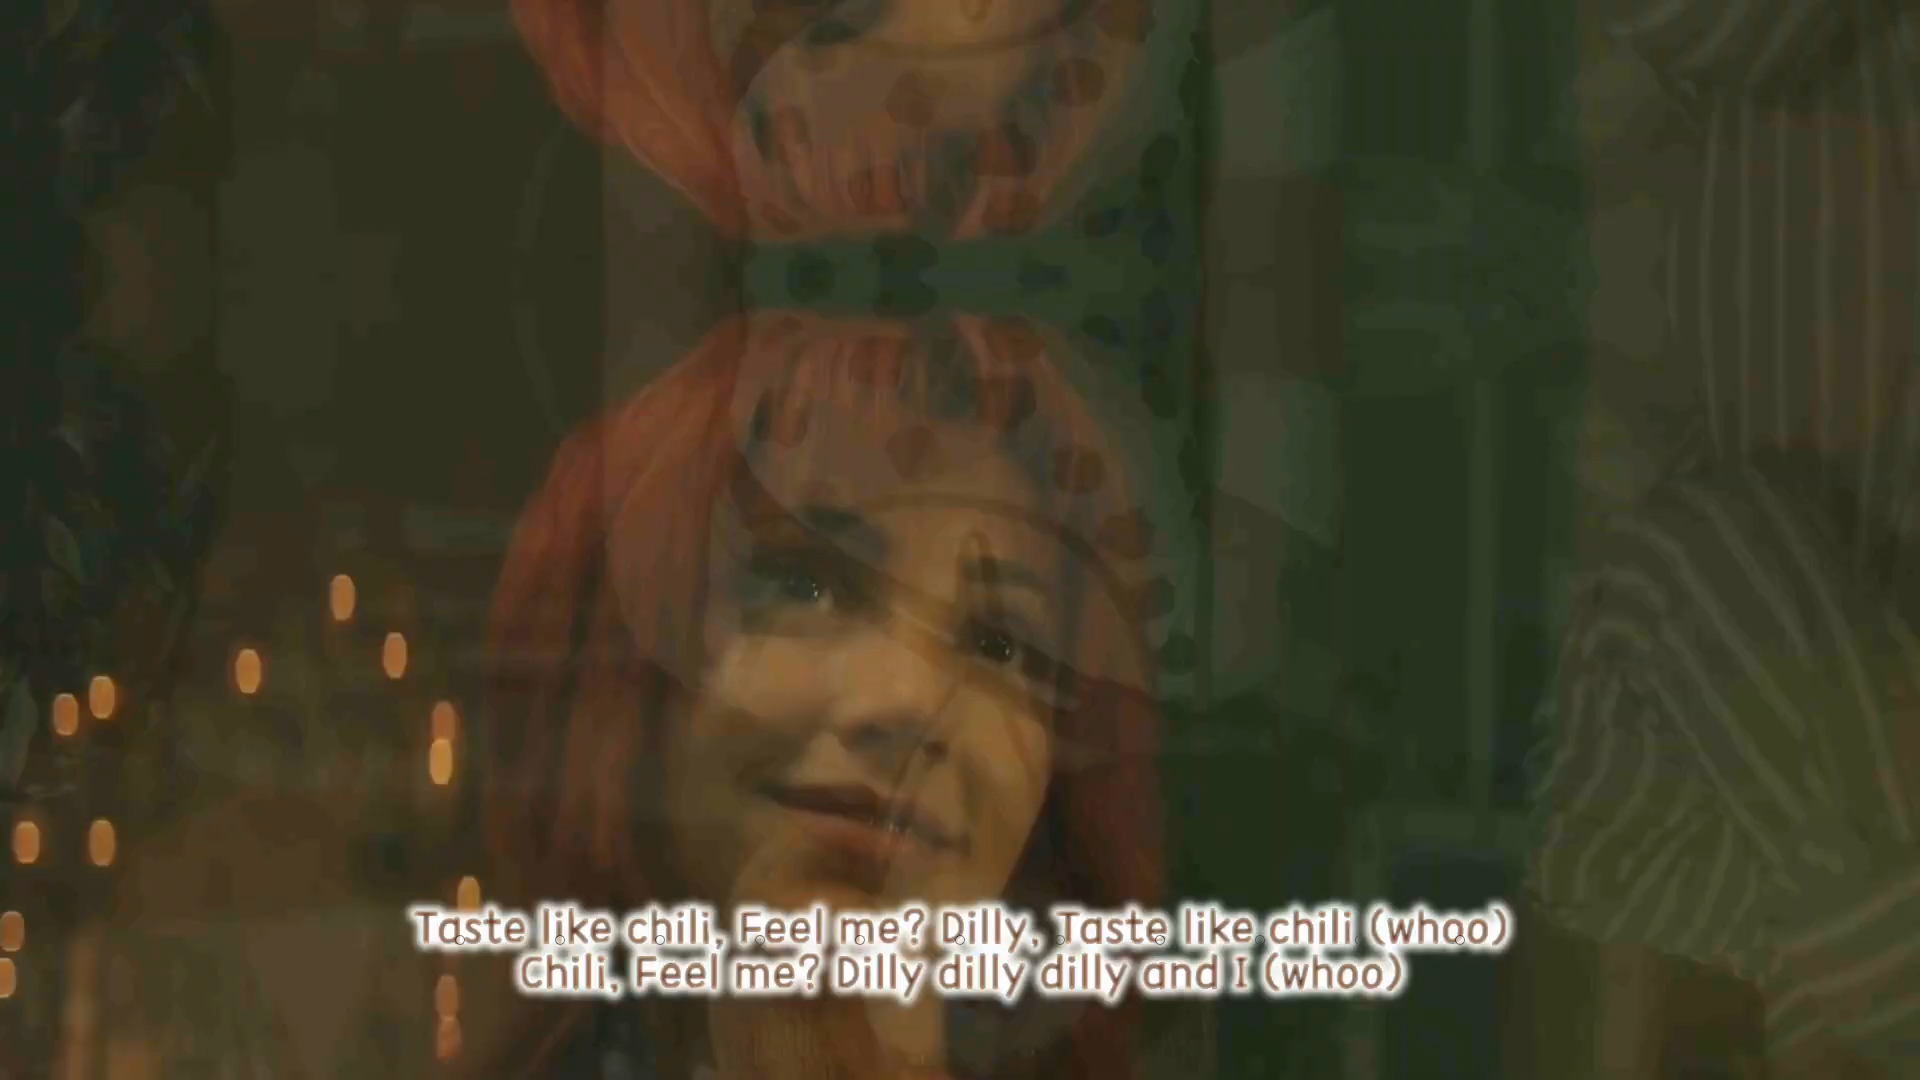 Taste like chili, Feel me? Dilly, Taste like chili (whoo)
Chili, Feel me? Dilly dilly dilly and I (whoo)